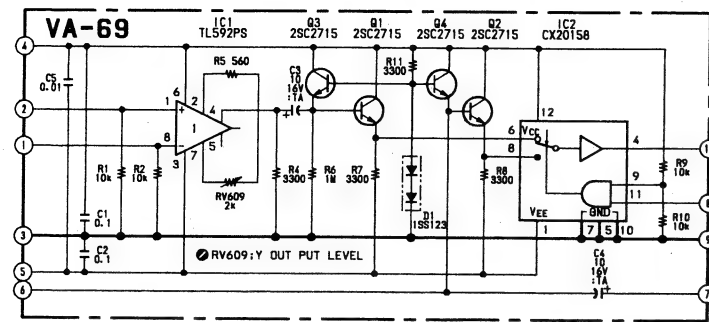 VA-69
IC1
TL592PS
Q3
2SC2715
Q1
2SC2715
Q4
2SC2715
Q2
2SC2715
IC2
CX20158
4
C5
0.01
6
R5 560
C3
10
16V
:TA
R11
3300
12
2
1
+
2
4
1
8
-
3
7
5
VCC
6
8
4
1
R1
10k
R2
10k
RV609
2k
R4
3300
R6
1M
R7
3300
R8
3300
9
11
R9
10k
8
C1
0.1
D1
1SS123
VEE
GND
R10
10k
3
1
7
5
10
9
C2
0.1
RV609:Y OUT PUT LEVEL
5
C4
10
16V
:TA
6
+
7